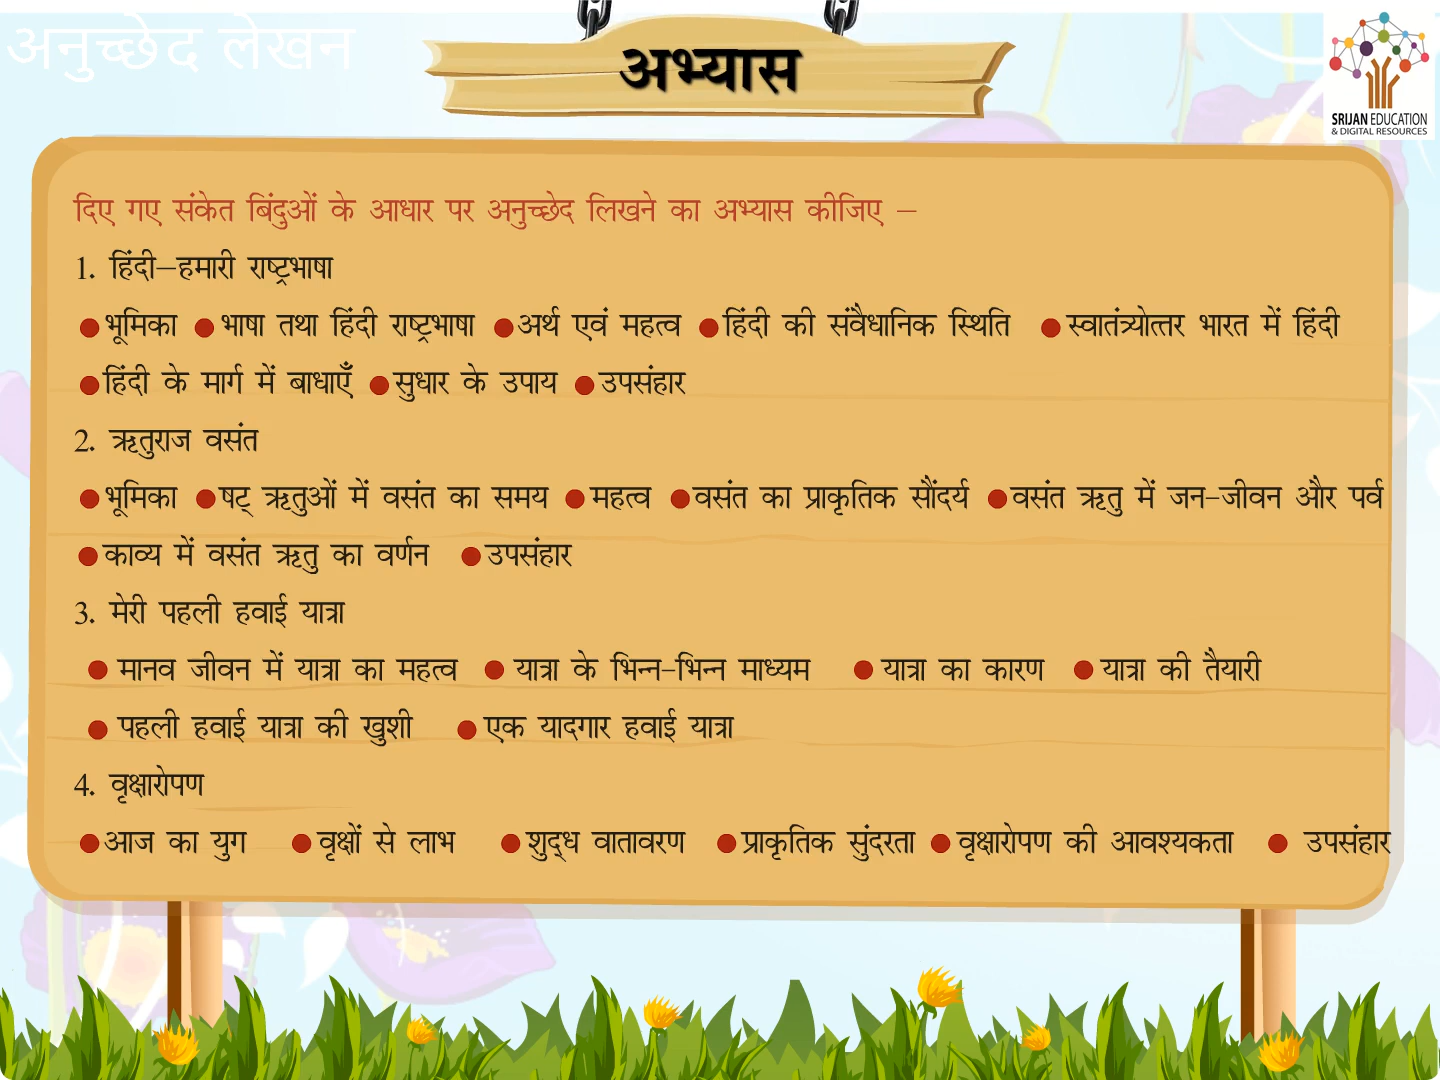 अनुच्छेद लेखन
अभ्यास
SRIJAN EDUCATION
& DIGITAL RESOURCES
दिए गए संकेत बिंदुओं के आधार पर अनुच्छेद लिखने का अभ्यास कीजिए –
1. हिंदी–हमारी राष्ट्रभाषा
●भूमिका ●भाषा तथा हिंदी राष्ट्रभाषा ●अर्थ एवं महत्व ●हिंदी की संवैधानिक स्थिति ●स्वातंत्र्योत्तर भारत में हिंदी
●हिंदी के मार्ग में बाधाएँ ●सुधार के उपाय ●उपसंहार
2. ऋतुराज वसंत
●भूमिका ●षट् ऋतुओं में वसंत का समय ●महत्व ●वसंत का प्राकृतिक सौंदर्य ●वसंत ऋतु में जन-जीवन और पर्व
●काव्य में वसंत ऋतु का वर्णन ●उपसंहार
3. मेरी पहली हवाई यात्रा
● मानव जीवन में यात्रा का महत्व ● यात्रा के भिन्न-भिन्न माध्यम ● यात्रा का कारण ● यात्रा की तैयारी
● पहली हवाई यात्रा की खुशी ●एक यादगार हवाई यात्रा
4. वृक्षारोपण
●आज का युग ●वृक्षों से लाभ ●शुद्ध वातावरण ●प्राकृतिक सुंदरता ●वृक्षारोपण की आवश्यकता ● उपसंहार